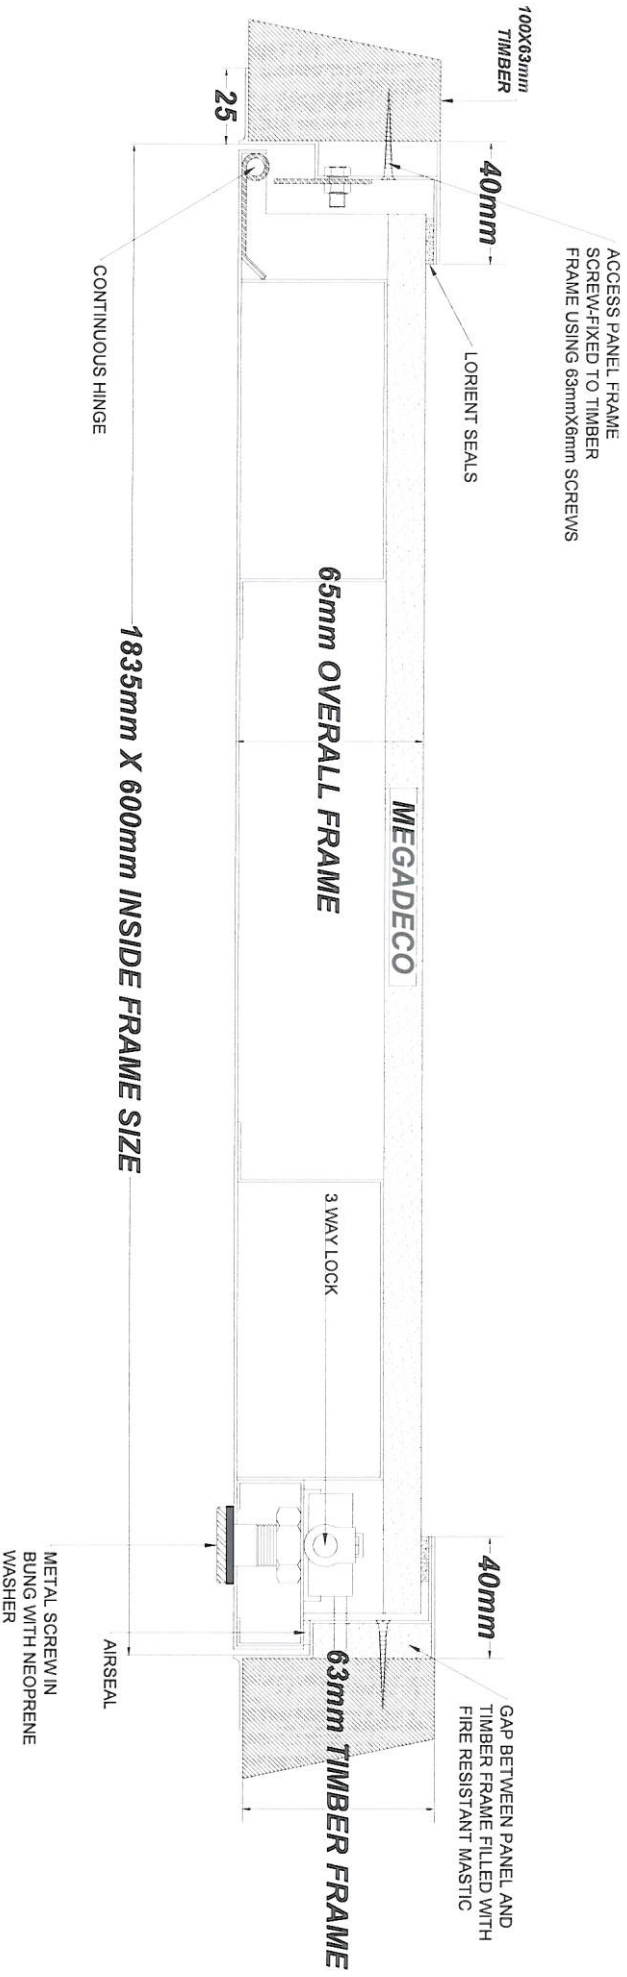 100X63mm
TIMBER
ACCESS PANEL FRAME
SCREW-FIXED TO TIMBER
FRAME USING 63mmX6mm SCREWS
40mm
25
LORIENT SEALS
CONTINUOUS HINGE
65mm OVERALL FRAME
MEGADECO
1835mm X 600mm INSIDE FRAME SIZE
3 WAY LOCK
40mm
GAP BETWEEN PANEL AND
TIMBER FRAME FILLED WITH
FIRE RESISTANT MASTIC
63mm TIMBER FRAME
AIRSEAL
METAL SCREW IN
BUNG WITH NEOPRENE
WASHER